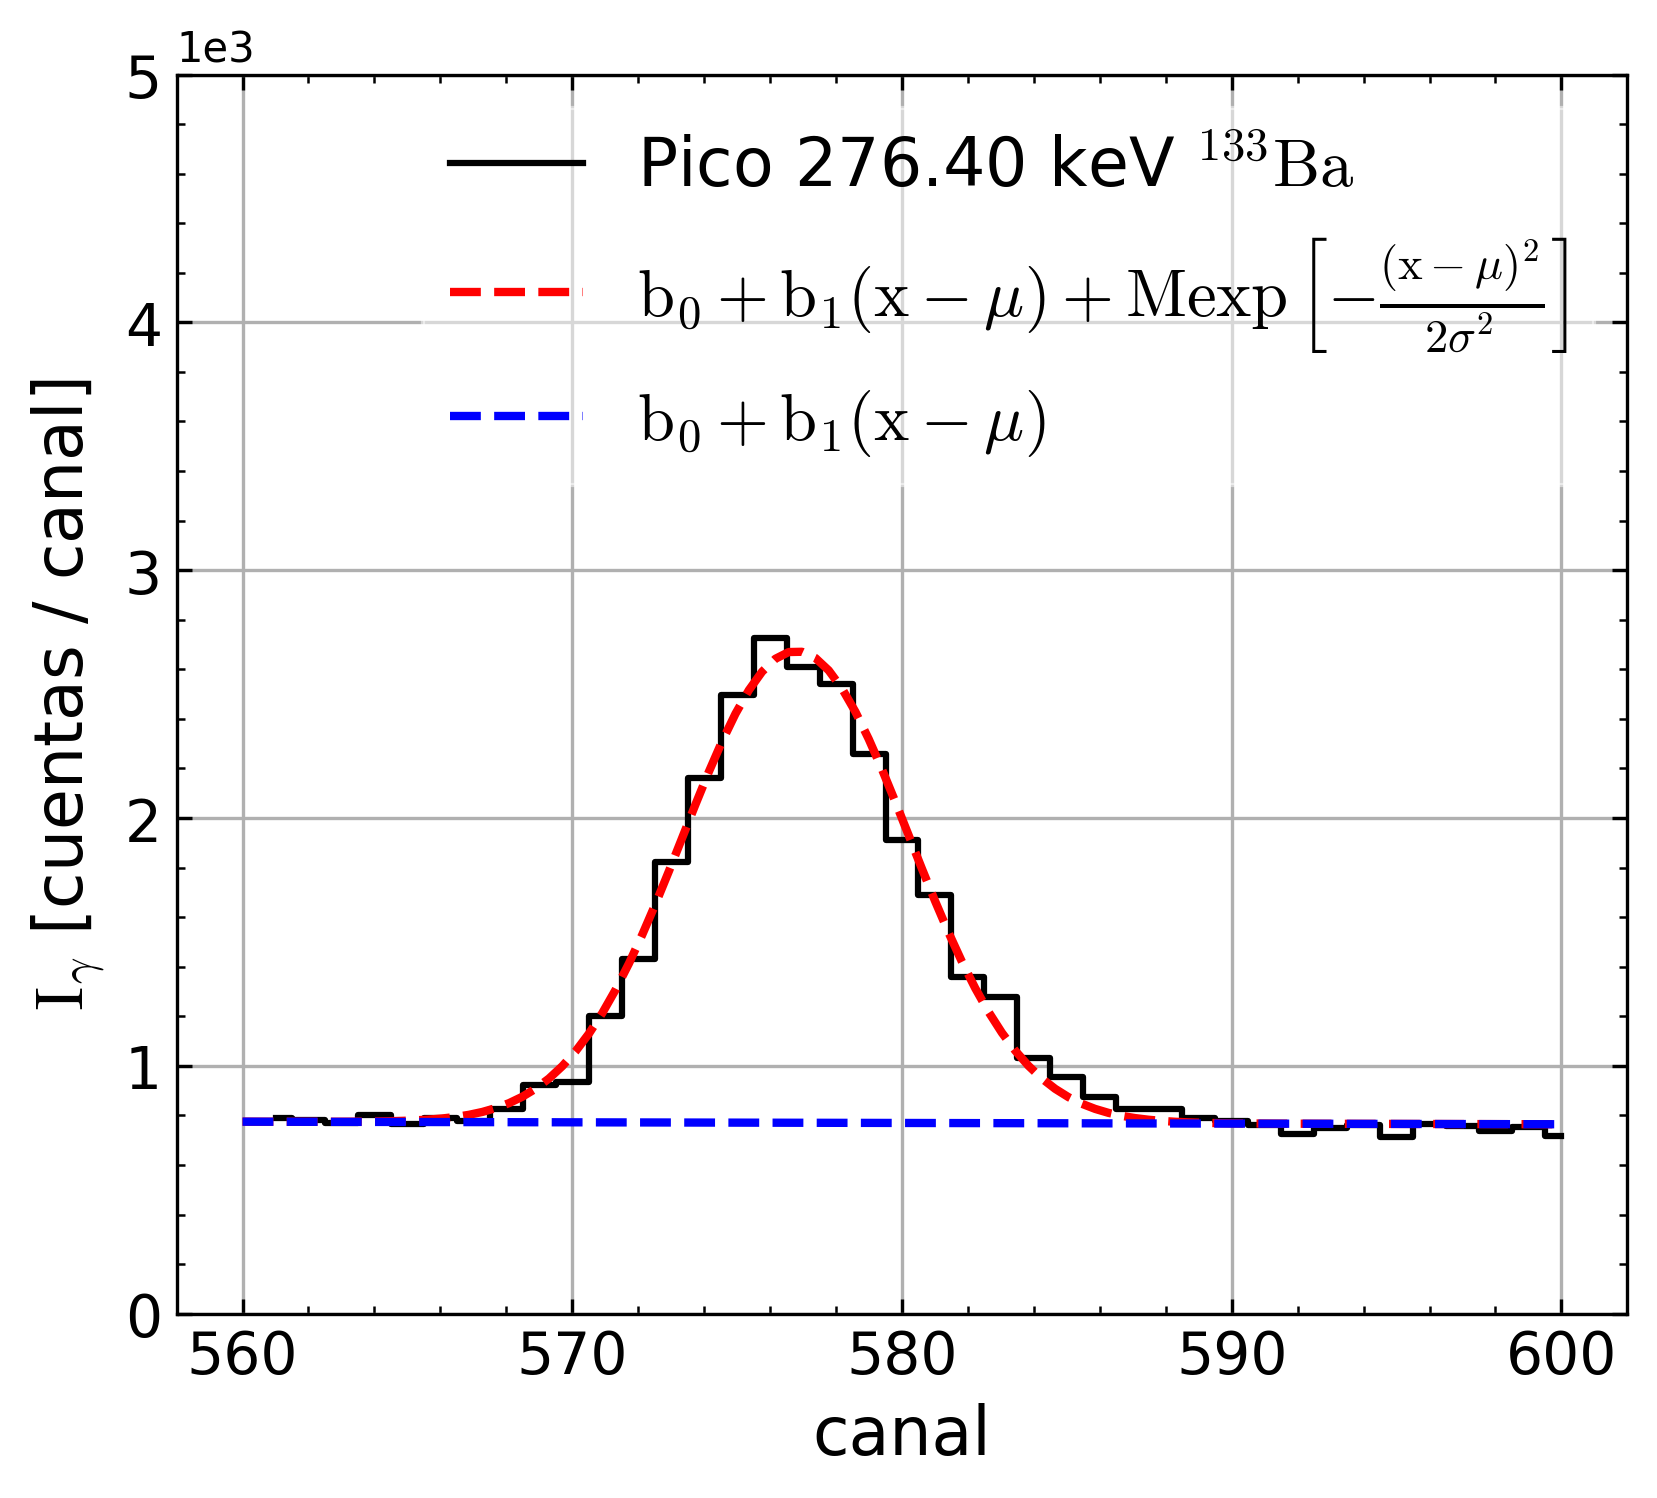 1e3
5
4
3
2
1
0
I_γ [cuentas / canal]
Pico 276.40 keV ¹³³Ba
b₀ + b₁(x − μ) + Mexp [−(x − μ)²/2σ²]
b₀ + b₁(x − μ)
560 570 580 590 600
canal